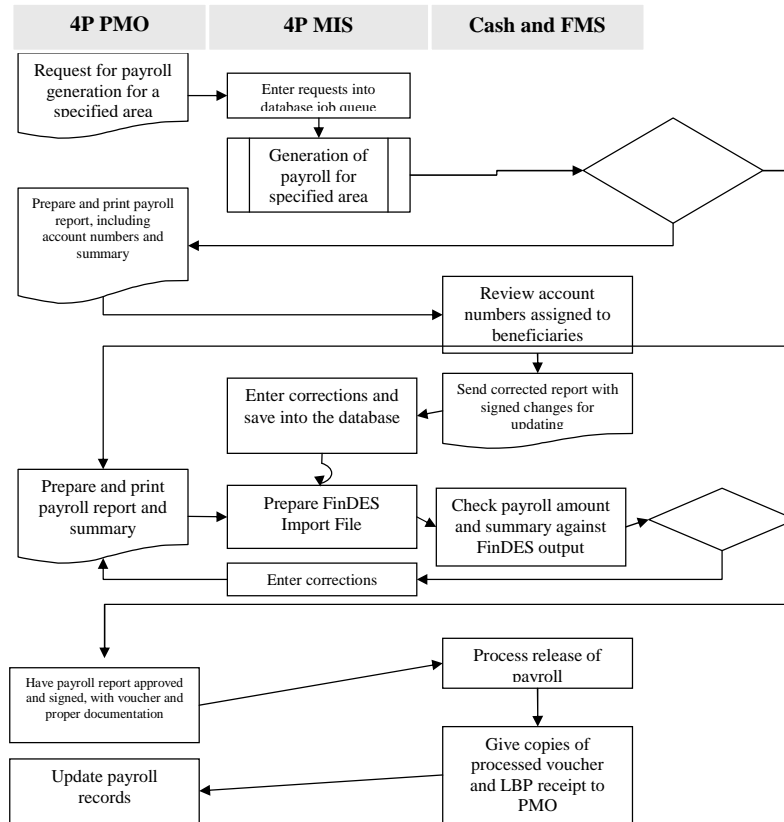 4P PMO
4P MIS
Cash and FMS
Request for payroll
generation for a
specified area
Enter requests into
database job queue
Generation of
payroll for
specified area
Prepare and print payroll
report, including
account numbers and
summary
Review account
numbers assigned to
beneficiaries
Enter corrections and
save into the database
Send corrected report with
signed changes for
updating
Prepare and print
payroll report and
summary
Prepare FinDES
Import File
Check payroll amount
and summary against
FinDES output
Enter corrections
Have payroll report approved
and signed, with voucher and
proper documentation
Process release of
payroll
Update payroll
records
Give copies of
processed voucher
and LBP receipt to
PMO